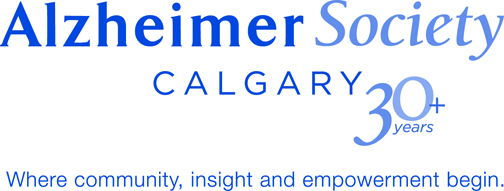 Alzheimer Society
CALGARY
30+
years
Where community, insight and empowerment begin.